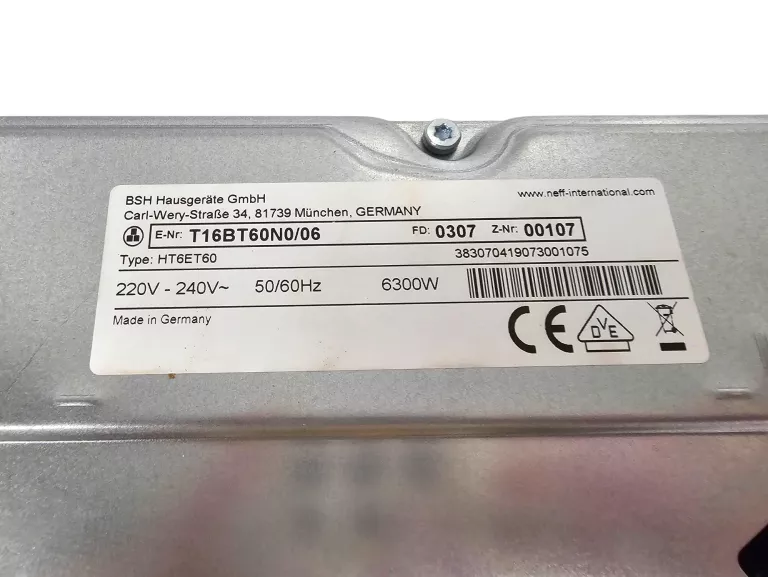 BSH Hausgeräte GmbH
www.neff-international.com
Carl-Wery-Straße 34, 81739 München, GERMANY
E-Nr: T16BT60N0/06 FD: 0307 Z-Nr: 00107
Type: HT6ET60 383070419073001075
220V - 240V~ 50/60Hz 6300W
Made in Germany
CE DVE